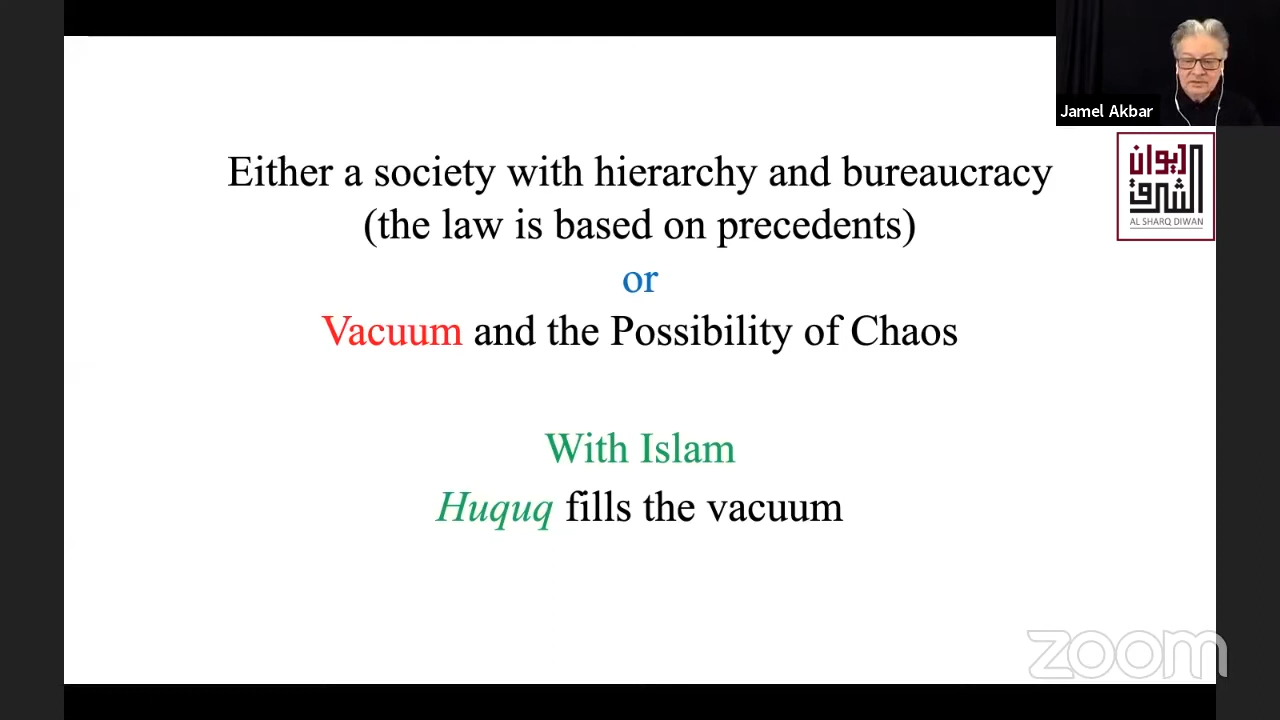 Jamel Akbar
ديوان
الشرق
AL SHARQ DIWAN
Either a society with hierarchy and bureaucracy
(the law is based on precedents)
or
Vacuum and the Possibility of Chaos
With Islam
Huquq fills the vacuum
zoom